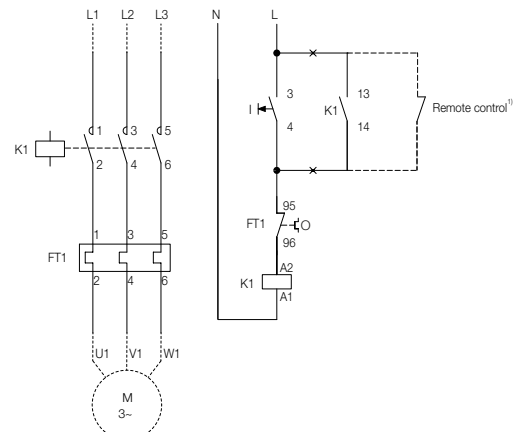 L1 L2 L3 N L
1 3 5 3 13
K1 I K1 Remote control¹⁾
2 4 6 4 14
95
FT1 O
96
1 3 5
FT1
2 4 6
A2
K1
A1
U1 V1 W1
M
3~